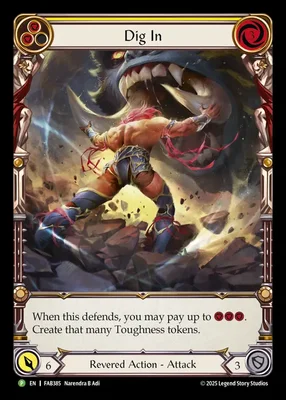 Dig In
When this defends, you may pay up to
Create that many Toughness tokens.
6
Revered Action - Attack
3
P EN | FAB385 Narendra B Adi
© 2025 Legend Story Studios